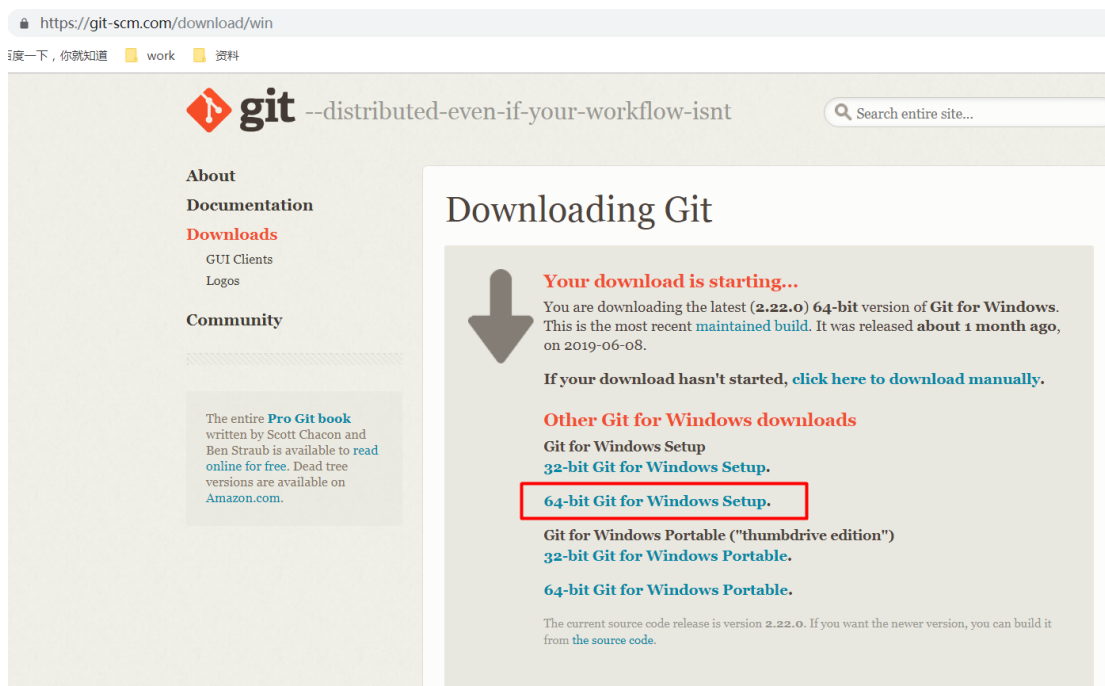 https://git-scm.com/download/win
百度一下，你就知道 work 资料
git --distributed-even-if-your-workflow-isnt
Search entire site...
About
Documentation
Downloads
GUI Clients
Logos
Community
The entire Pro Git book
written by Scott Chacon and
Ben Straub is available to read
online for free. Dead tree
versions are available on
Amazon.com.
Downloading Git
Your download is starting...
You are downloading the latest (2.22.0) 64-bit version of Git for Windows.
This is the most recent maintained build. It was released about 1 month ago,
on 2019-06-08.
If your download hasn't started, click here to download manually.
Other Git for Windows downloads
Git for Windows Setup
32-bit Git for Windows Setup.
64-bit Git for Windows Setup.
Git for Windows Portable ("thumbdrive edition")
32-bit Git for Windows Portable.
64-bit Git for Windows Portable.
The current source code release is version 2.22.0. If you want the newer version, you can build it
from the source code.